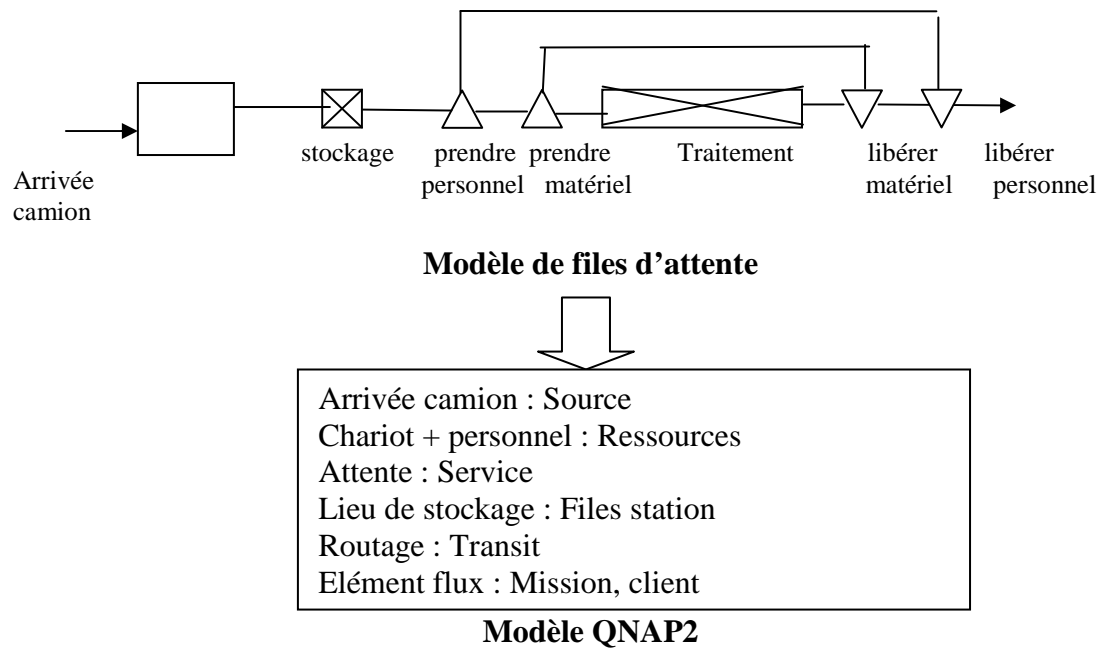 Arrivée
camion
stockage
prendre
personnel
prendre
matériel
Traitement
libérer
matériel
libérer
personnel
Modèle de files d’attente
Arrivée camion : Source
Chariot + personnel : Ressources
Attente : Service
Lieu de stockage : Files station
Routage : Transit
Elément flux : Mission, client
Modèle QNAP2